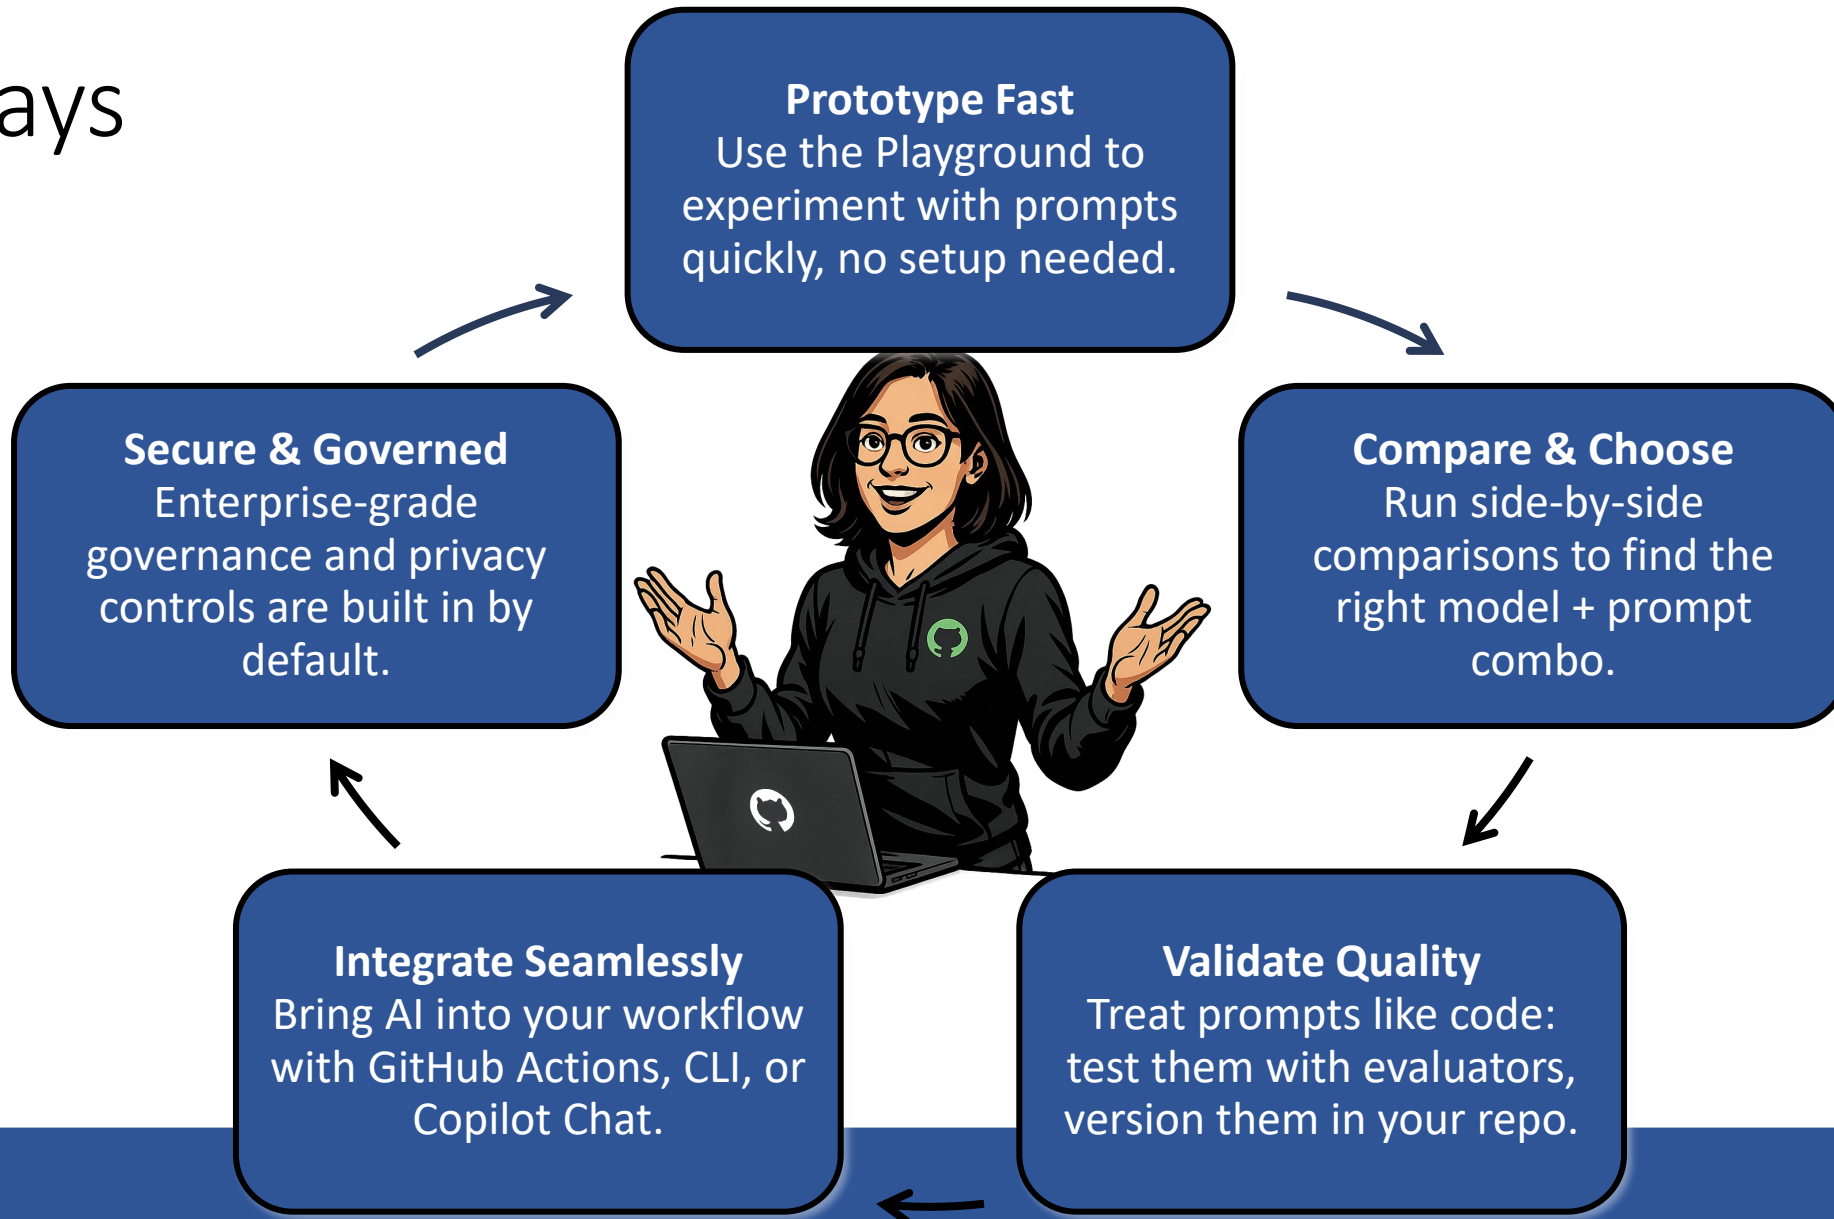 ays
Prototype Fast
Use the Playground to
experiment with prompts
quickly, no setup needed.
Secure & Governed
Enterprise-grade
governance and privacy
controls are built in by
default.
Compare & Choose
Run side-by-side
comparisons to find the
right model + prompt
combo.
Integrate Seamlessly
Bring AI into your workflow
with GitHub Actions, CLI, or
Copilot Chat.
Validate Quality
Treat prompts like code:
test them with evaluators,
version them in your repo.